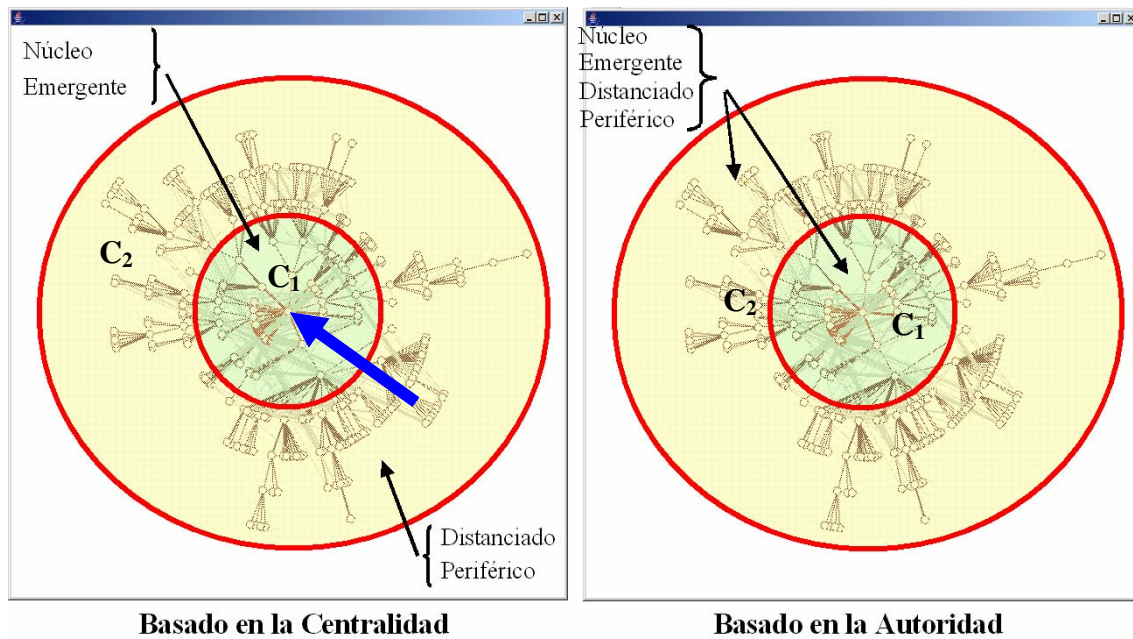 Núcleo
Emergente
C2
C1
Distanciado
Periférico
Basado en la Centralidad
Núcleo
Emergente
Distanciado
Periférico
C2
C1
Basado en la Autoridad